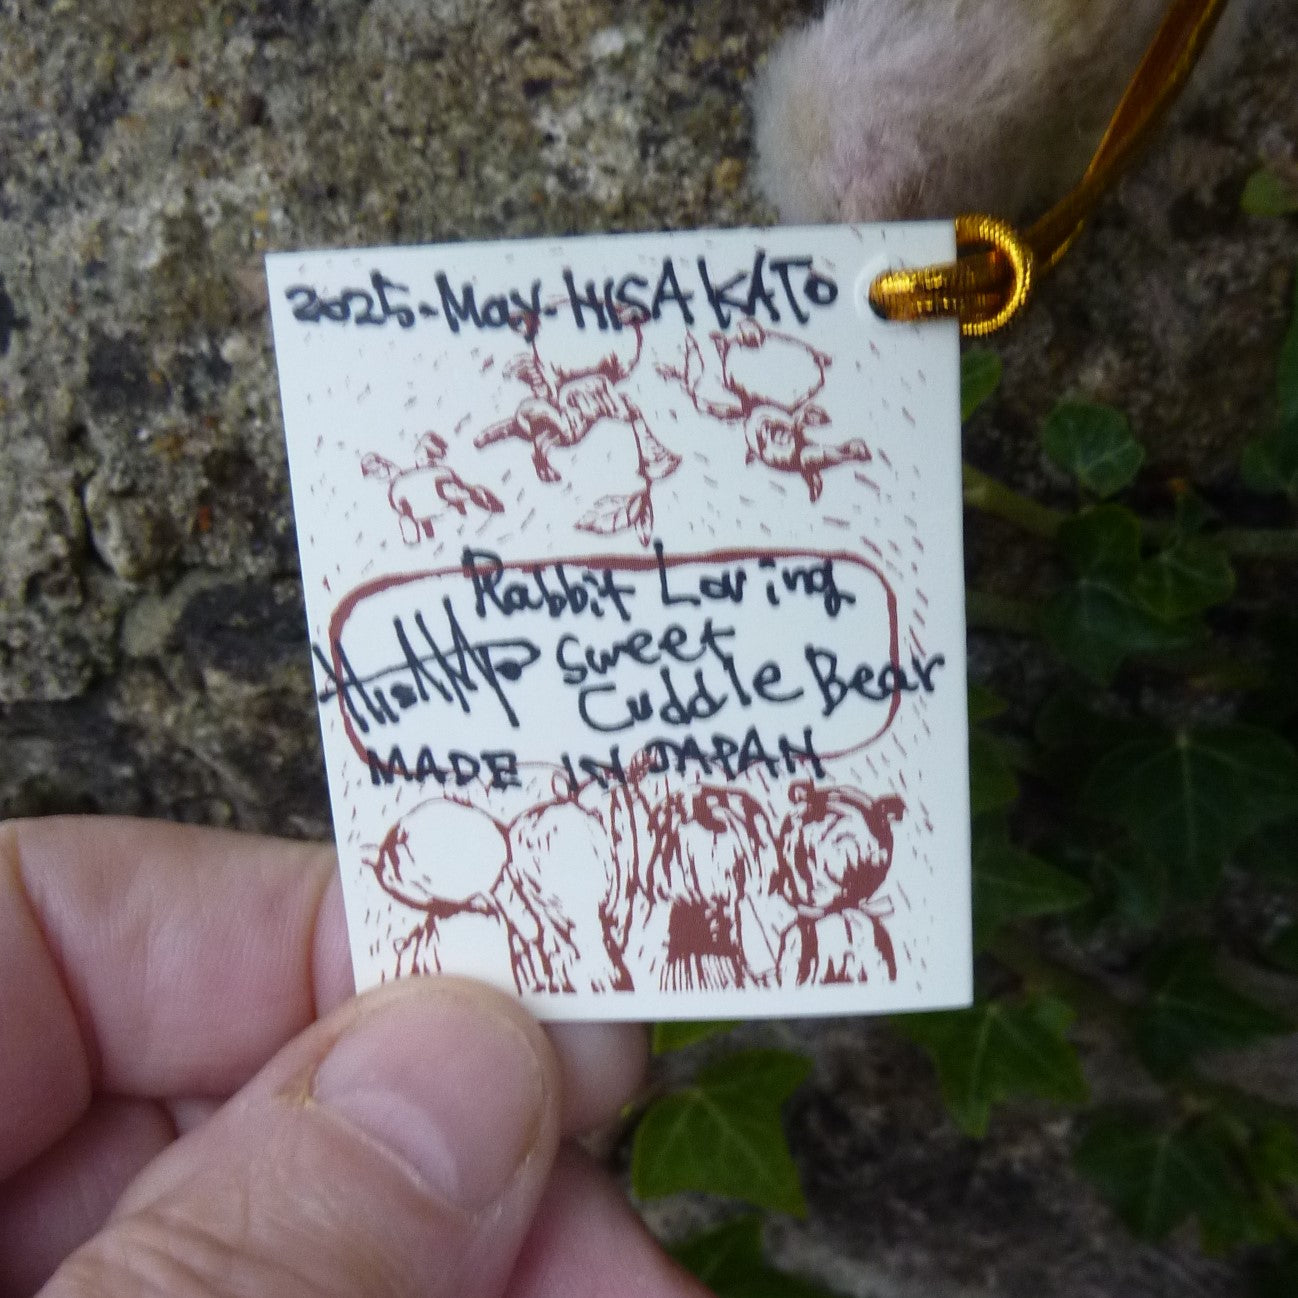 2025-May-HISA KATO
Rabbit Loving
Sweet
Cuddle Bear
MADE IN JAPAN